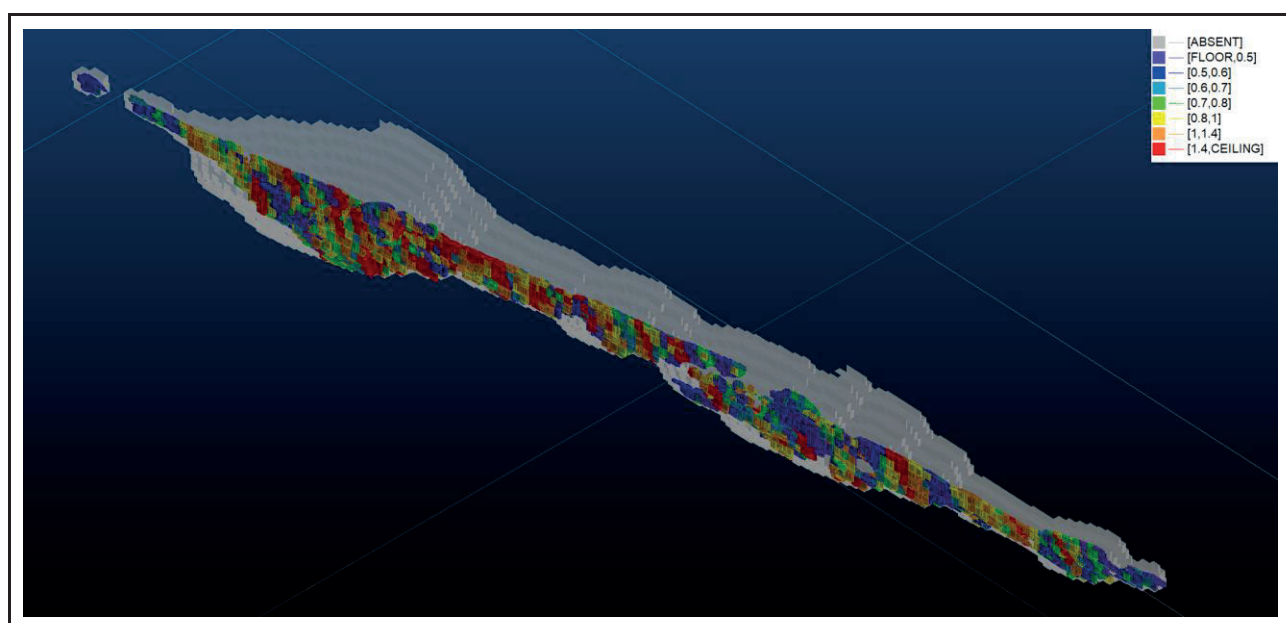 [ABSENT]
[FLOOR,0.5]
[0.5,0.6]
[0.6,0.7]
[0.7,0.8]
[0.8,1]
[1,1.4]
[1.4,CEILING]